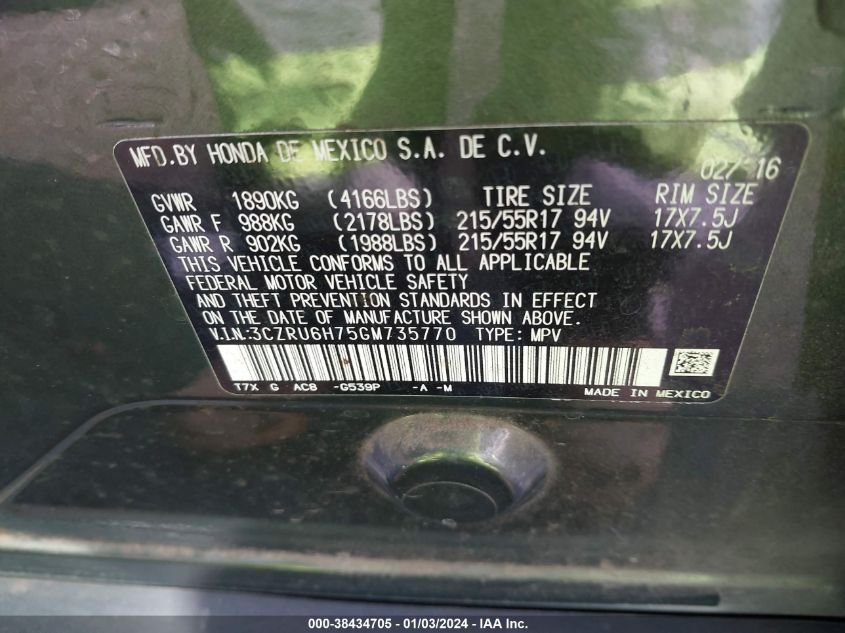 MFD.BY HONDA DE MEXICO S.A. DE C.V.
02/ 16
GVWR 1890KG (4166LBS) TIRE SIZE RIM SIZE
GAWR F 988KG (2178LBS) 215/55R17 94V 17X7.5J
GAWR R 902KG (1988LBS) 215/55R17 94V 17X7.5J
THIS VEHICLE CONFORMS TO ALL APPLICABLE
FEDERAL MOTOR VEHICLE SAFETY
AND THEFT PREVENTION STANDARDS IN EFFECT
ON THE DATE OF MANUFACTURE SHOWN ABOVE.
V.I.N.:3CZRU6H75GM735770 TYPE: MPV
T7X G AC8 -G539P -A -M
MADE IN MEXICO
000-38434705 - 01/03/2024 - IAA Inc.